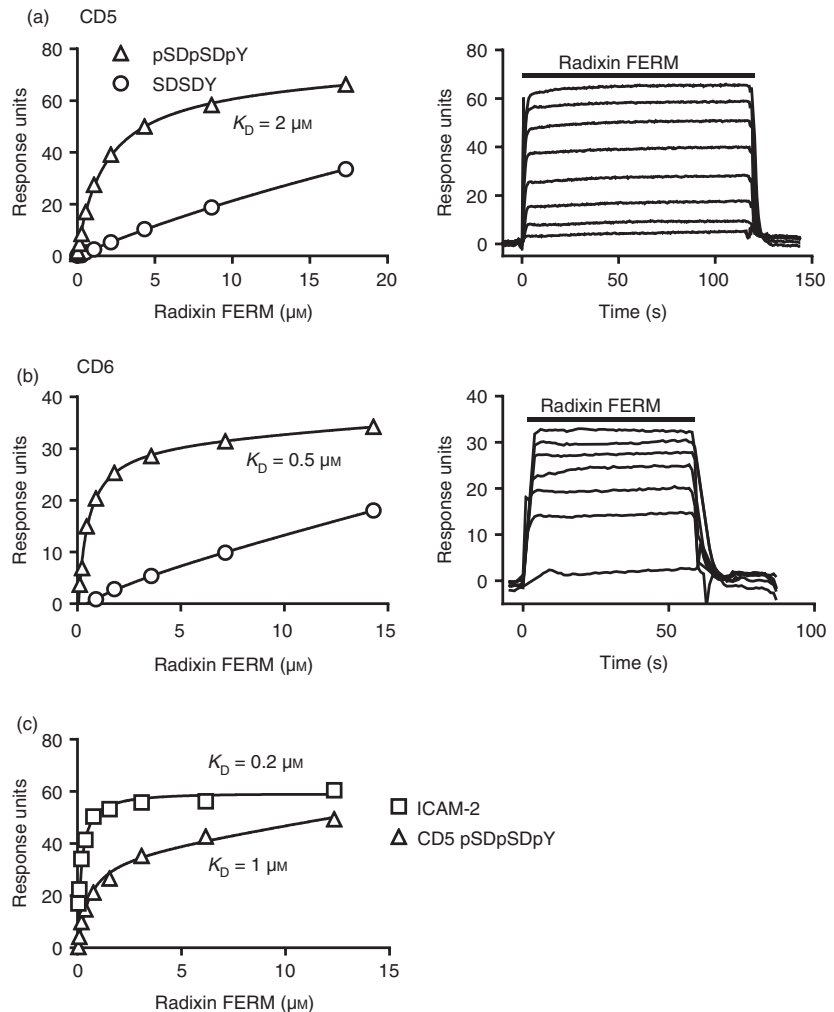 (a) CD5
80
60
40
20
0
Response units
pSDpSDpY
SDSDY
KD = 2 μM
0 5 10 15 20
Radixin FERM (μM)
Radixin FERM
80
60
40
20
0
Response units
0 50 100 150
Time (s)
(b) CD6
40
30
20
10
0
Response units
KD = 0.5 μM
0 5 10 15
Radixin FERM (μM)
Radixin FERM
40
30
20
10
0
Response units
0 50 100
Time (s)
(c)
80
60
40
20
0
Response units
KD = 0.2 μM
KD = 1 μM
0 5 10 15
Radixin FERM (μM)
ICAM-2
CD5 pSDpSDpY